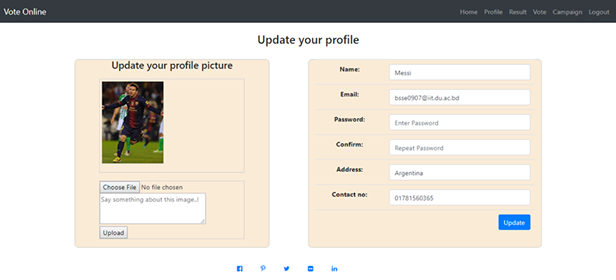 Vote Online
Home Profile Result Vote Campaign Logout
Update your profile
Update your profile picture
Choose File No file chosen
Say something about this image..!
Upload
Name: Messi
Email: bsse0907@iit.du.ac.bd
Password: Enter Password
Confirm: Repeat Password
Address: Argentina
Contact no: 01781560365
Update